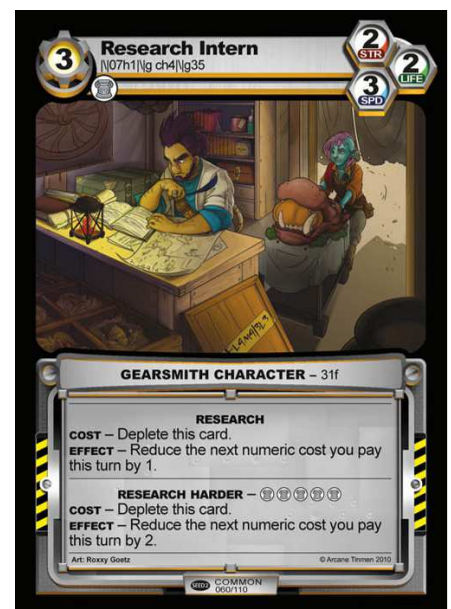 3
Research Intern
|\|07h1|\|g ch4|\|g35
2
STR
2
LIFE
3
SPD
GEARSMITH CHARACTER – 31f
RESEARCH
COST – Deplete this card.
EFFECT – Reduce the next numeric cost you pay
this turn by 1.
RESEARCH HARDER –
COST – Deplete this card.
EFFECT – Reduce the next numeric cost you pay
this turn by 2.
Art: Roxxy Goetz
© Arcane Tinmen 2010
SEED2
COMMON
060/110